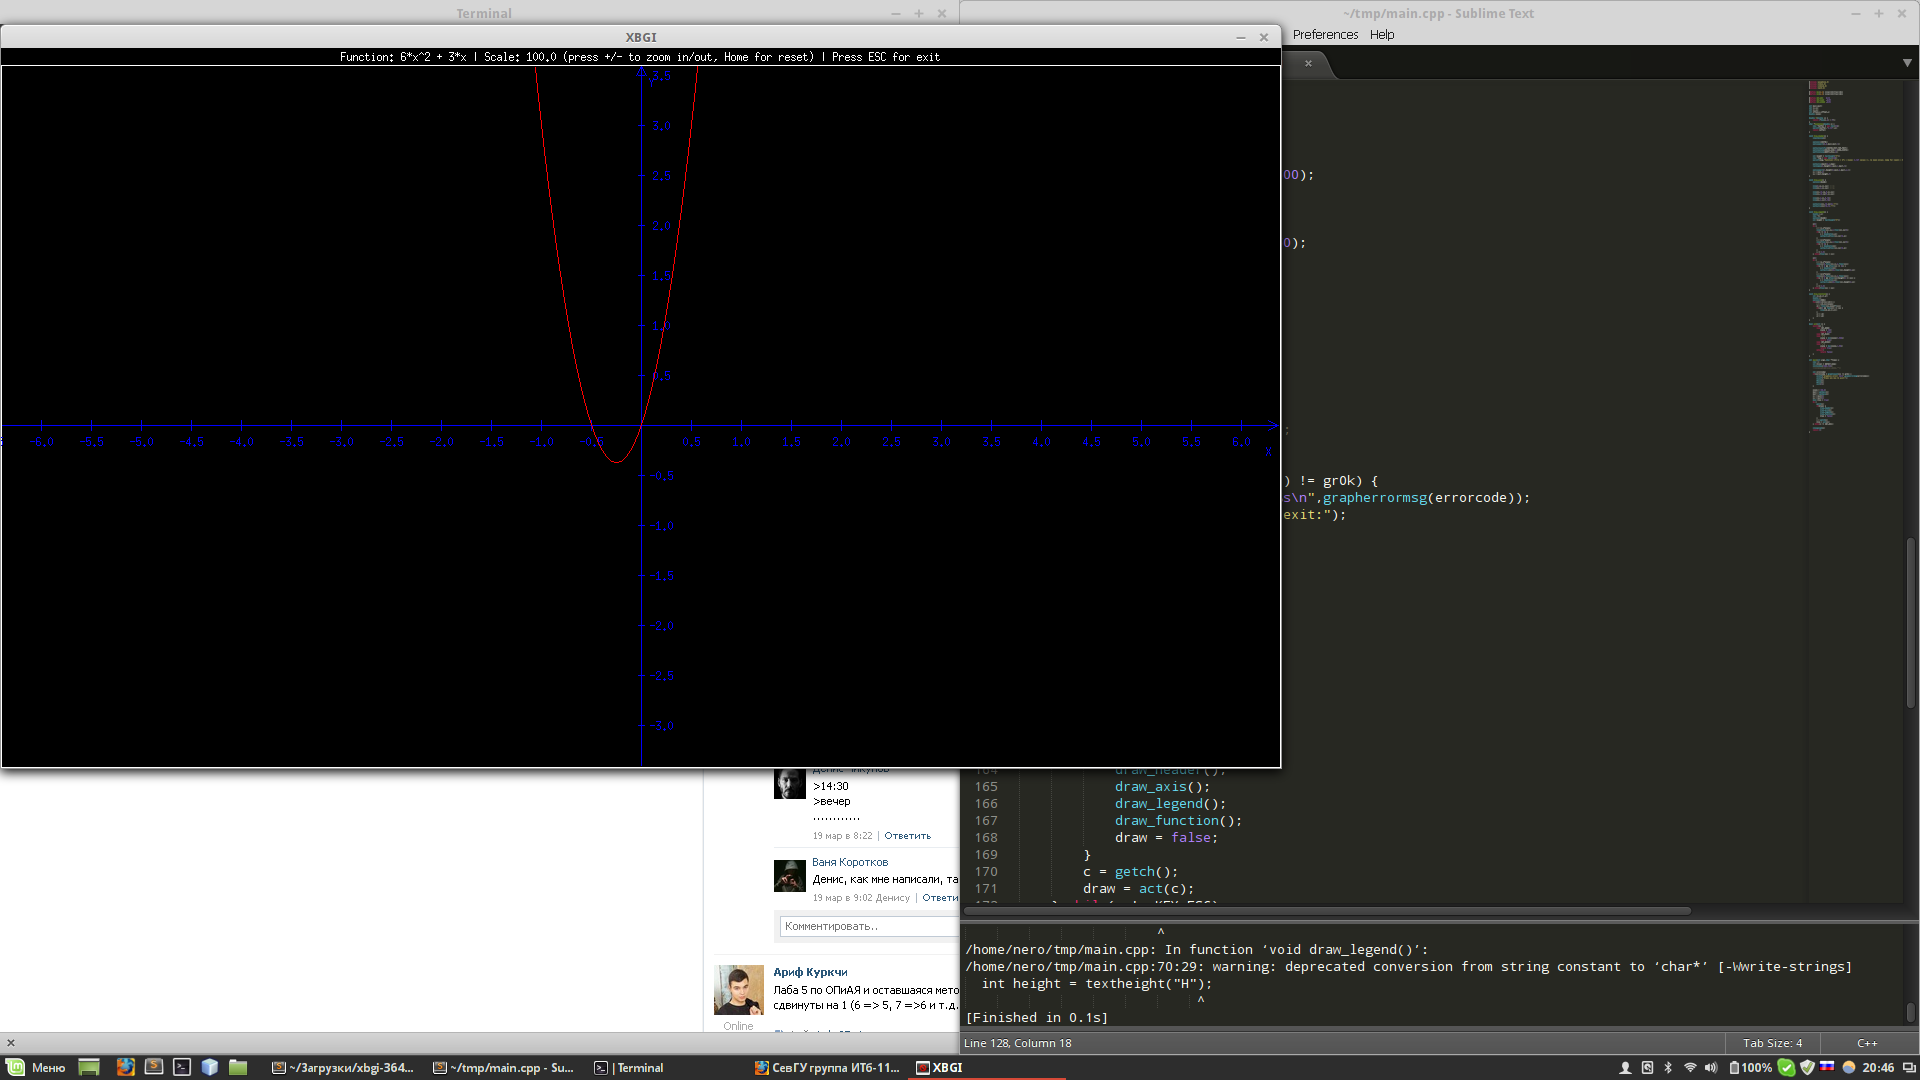 Terminal
~/tmp/main.cpp - Sublime Text
XBGI
Preferences Help
Function: 6*x^2 + 3*x | Scale: 100.0 (press +/- to zoom in/out, Home for reset) | Press ESC for exit
3.5
3.0
2.5
2.0
1.5
1.0
0.5
-6.0 -5.5 -5.0 -4.5 -4.0 -3.5 -3.0 -2.5 -2.0 -1.5 -1.0 -0.5 0.5 1.0 1.5 2.0 2.5 3.0 3.5 4.0 4.5 5.0 5.5 6.0
X
-0.5
-1.0
-1.5
-2.0
-2.5
-3.0
00);
0);
;
) != grOk) {
s\n",grapherrormsg(errorcode));
exit:");
164 draw_header();
165 draw_axis();
166 draw_legend();
167 draw_function();
168 draw = false;
169 }
170 c = getch();
171 draw = act(c);
^
/home/nero/tmp/main.cpp: In function ‘void draw_legend()’:
/home/nero/tmp/main.cpp:70:29: warning: deprecated conversion from string constant to ‘char*’ [-Wwrite-strings]
int height = textheight("H");
^
[Finished in 0.1s]
Line 128, Column 18 Tab Size: 4 C++
>14:30
>вечер
............
19 мар в 8:22 | Ответить
Ваня Коротков
Денис, как мне написали, та
19 мар в 9:02 Денису | Ответи
Комментировать..
Ариф Куркчи
Лаба 5 по ОПиАЯ и оставшаяся мето
сдвинуты на 1 (6 => 5, 7 =>6 и т.д.
Online
Меню ~/Загрузки/xbgi-364... ~/tmp/main.cpp - Su... Terminal СевГУ группа ИТб-11... XBGI 100% 20:46